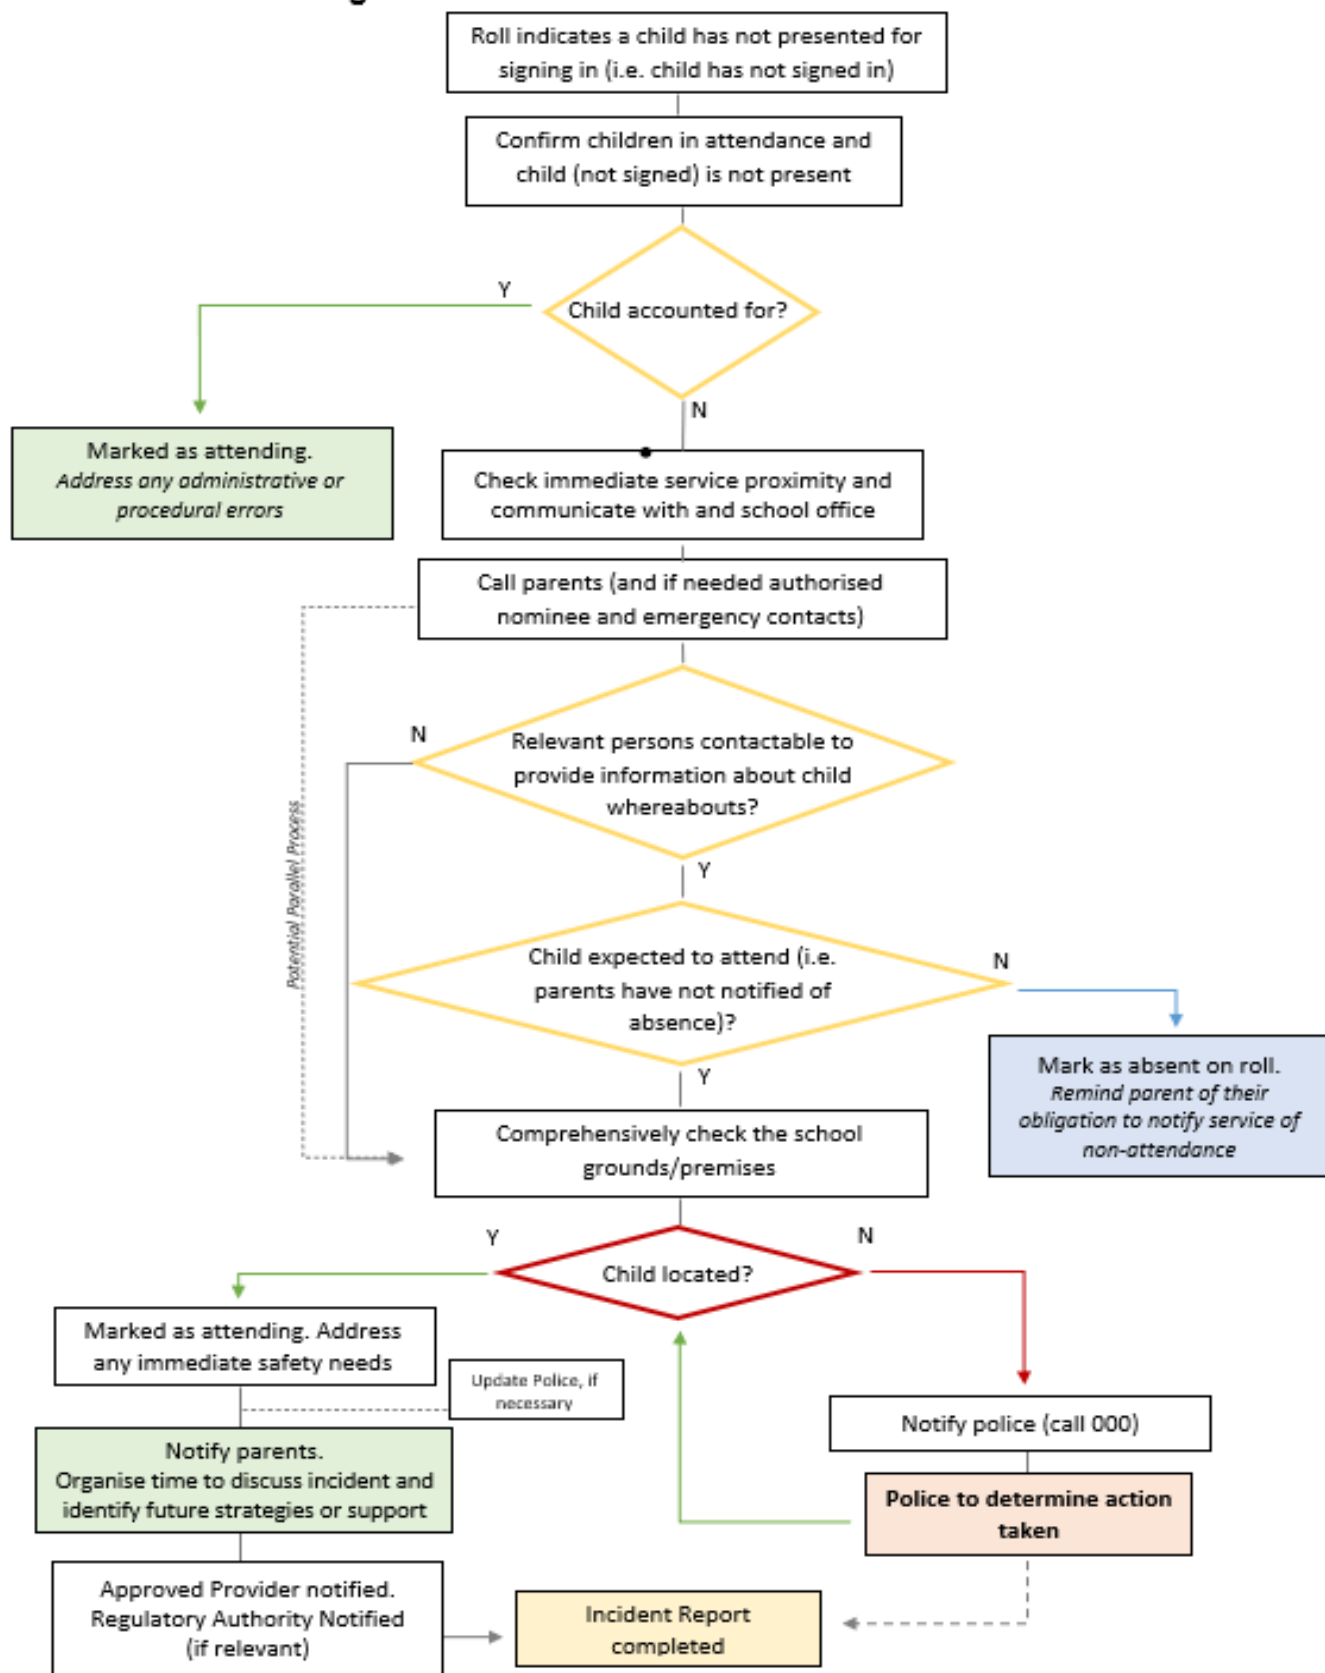 Roll indicates a child has not presented for
signing in (i.e. child has not signed in)
Confirm children in attendance and
child (not signed) is not present
Y
Child accounted for?
N
Marked as attending.
Address any administrative or
procedural errors
Check immediate service proximity and
communicate with and school office
Call parents (and if needed authorised
nominee and emergency contacts)
N
Relevant persons contactable to
provide information about child
whereabouts?
Potential Parallel Process
Y
Child expected to attend (i.e.
parents have not notified of
absence)?
N
Y
Mark as absent on roll.
Remind parent of their
obligation to notify service of
non-attendance
Comprehensively check the school
grounds/premises
Y
N
Child located?
Marked as attending. Address
any immediate safety needs
Update Police, if
necessary
Notify police (call 000)
Notify parents.
Organise time to discuss incident and
identify future strategies or support
Police to determine action
taken
Approved Provider notified.
Regulatory Authority Notified
(if relevant)
Incident Report
completed